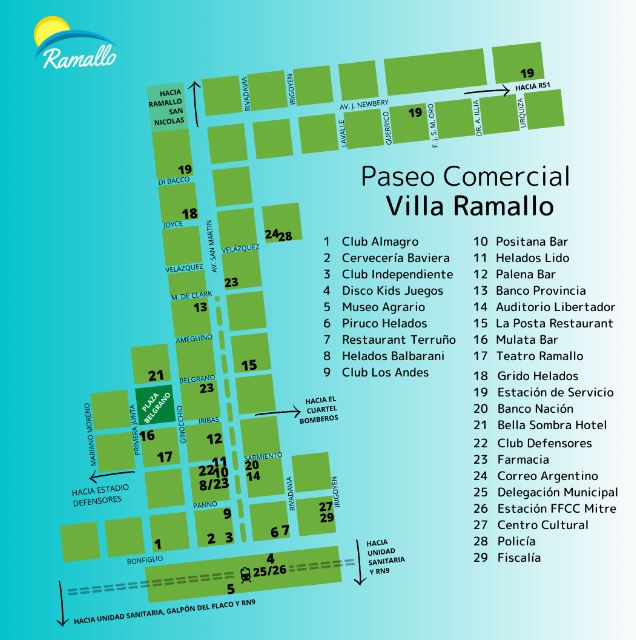 Ramallo
HACIA
RAMALLO
SAN
NICOLAS
RIVADAVIA
IRIGOYEN
AV. J. NEWBERY
19
HACIA R51
LAVALLE
GUERRICO
19
F. J. S. M. ORO
DR. A. ILLIA
URQUIZA
19
DI BACCO
18
JOYCE
AV. SAN MARTIN
24 28
VELÁZQUEZ
VELÁZQUEZ
23
M. DE CLARK
13
AMEGHINO
15
21
BELGRANO
23
PLAZA
BELGRANO
MARIANO MORENO
PRIMERA JUNTA
GINOCCHIO
IRIBAS
HACIA EL
CUARTEL
BOMBEROS
16
12
17
SARMIENTO
11
22 10
8/23
20
14
HACIA ESTADIO
DEFENSORES
PANNO
RIVADAVIA
IRIGOYEN
9
27
29
1
2 3
6 7
BONFIGLIO
4
25/26
5
HACIA
UNIDAD
SANITARIA
Y RN9
HACIA UNIDAD SANITARIA, GALPÓN DEL FLACO Y RN9
Paseo Comercial
Villa Ramallo
1 Club Almagro
2 Cervecería Baviera
3 Club Independiente
4 Disco Kids Juegos
5 Museo Agrario
6 Piruco Helados
7 Restaurante Terruño
8 Helados Balbarani
9 Club Los Andes
10 Positana Bar
11 Helados Lido
12 Palena Bar
13 Banco Provincia
14 Auditorio Libertador
15 La Posta Restaurant
16 Mulata Bar
17 Teatro Ramallo
18 Grido Helados
19 Estación de Servicio
20 Banco Nación
21 Bella Sombra Hotel
22 Club Defensores
23 Farmacia
24 Correo Argentino
25 Delegación Municipal
26 Estación FFCC Mitre
27 Centro Cultural
28 Policía
29 Fiscalía